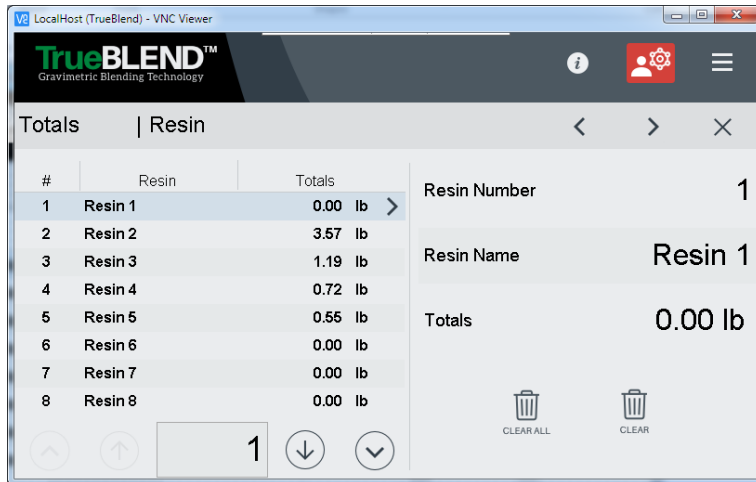 LocalHost (TrueBlend) - VNC Viewer
TrueBLEND™
Gravimetric Blending Technology
Totals | Resin
# Resin Totals
1 Resin 1 0.00 lb
2 Resin 2 3.57 lb
3 Resin 3 1.19 lb
4 Resin 4 0.72 lb
5 Resin 5 0.55 lb
6 Resin 6 0.00 lb
7 Resin 7 0.00 lb
8 Resin 8 0.00 lb
1
Resin Number 1
Resin Name Resin 1
Totals 0.00 lb
CLEAR ALL CLEAR